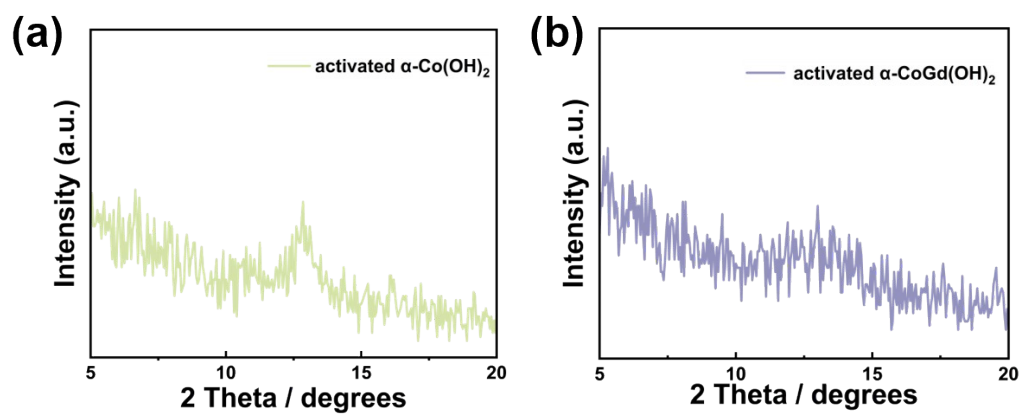 (a)
activated α-Co(OH)₂
Intensity (a.u.)
5
10
15
20
2 Theta / degrees
(b)
activated α-CoGd(OH)₂
Intensity (a.u.)
5
10
15
20
2 Theta / degrees